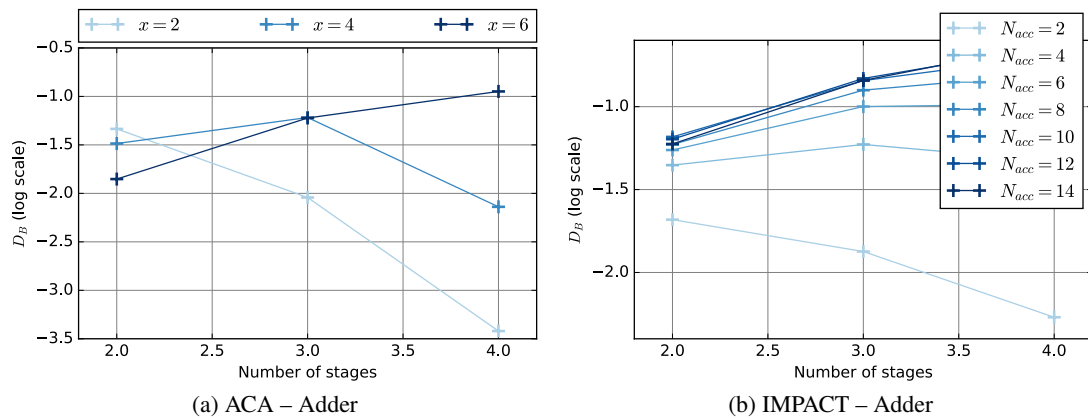 x = 2 x = 4 x = 6
−0.5
−1.0
−1.5
−2.0
−2.5
−3.0
−3.5
D_B (log scale)
2.0 2.5 3.0 3.5 4.0
Number of stages
(a) ACA – Adder
N_acc = 2
N_acc = 4
N_acc = 6
N_acc = 8
N_acc = 10
N_acc = 12
N_acc = 14
−1.0
−1.5
−2.0
D_B (log scale)
2.0 2.5 3.0 3.5 4.0
Number of stages
(b) IMPACT – Adder